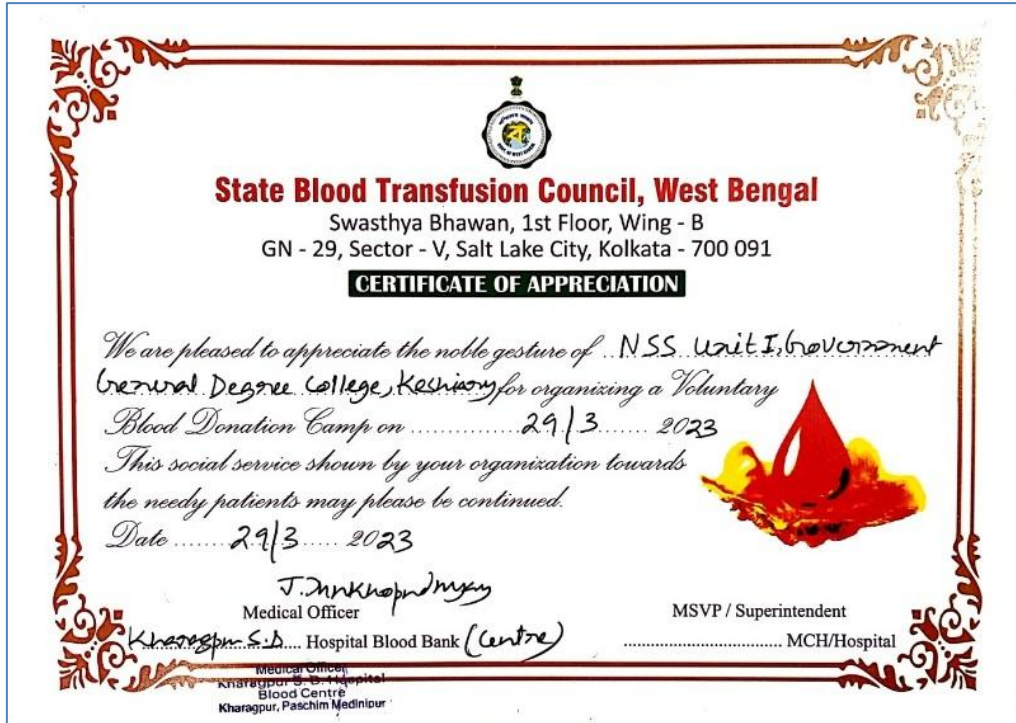 State Blood Transfusion Council, West Bengal
Swasthya Bhawan, 1st Floor, Wing - B
GN - 29, Sector - V, Salt Lake City, Kolkata - 700 091
CERTIFICATE OF APPRECIATION
We are pleased to appreciate the noble gesture of NSS Unit I, Government
General Degree College, Keshiary for organizing a Voluntary
Blood Donation Camp on .................. 29/3 ...... 2023
This social service shown by your organization towards
the needy patients may please be continued.
Date ......... 29/3 ..... 2023
J. Mukhopadhyay
Medical Officer
MSVP / Superintendent
Kharagpur S.D.... Hospital Blood Bank (Centre)
................................ MCH/Hospital
Medical Officer
Kharagpur S. D. Hospital
Blood Centre
Kharagpur, Paschim Medinipur